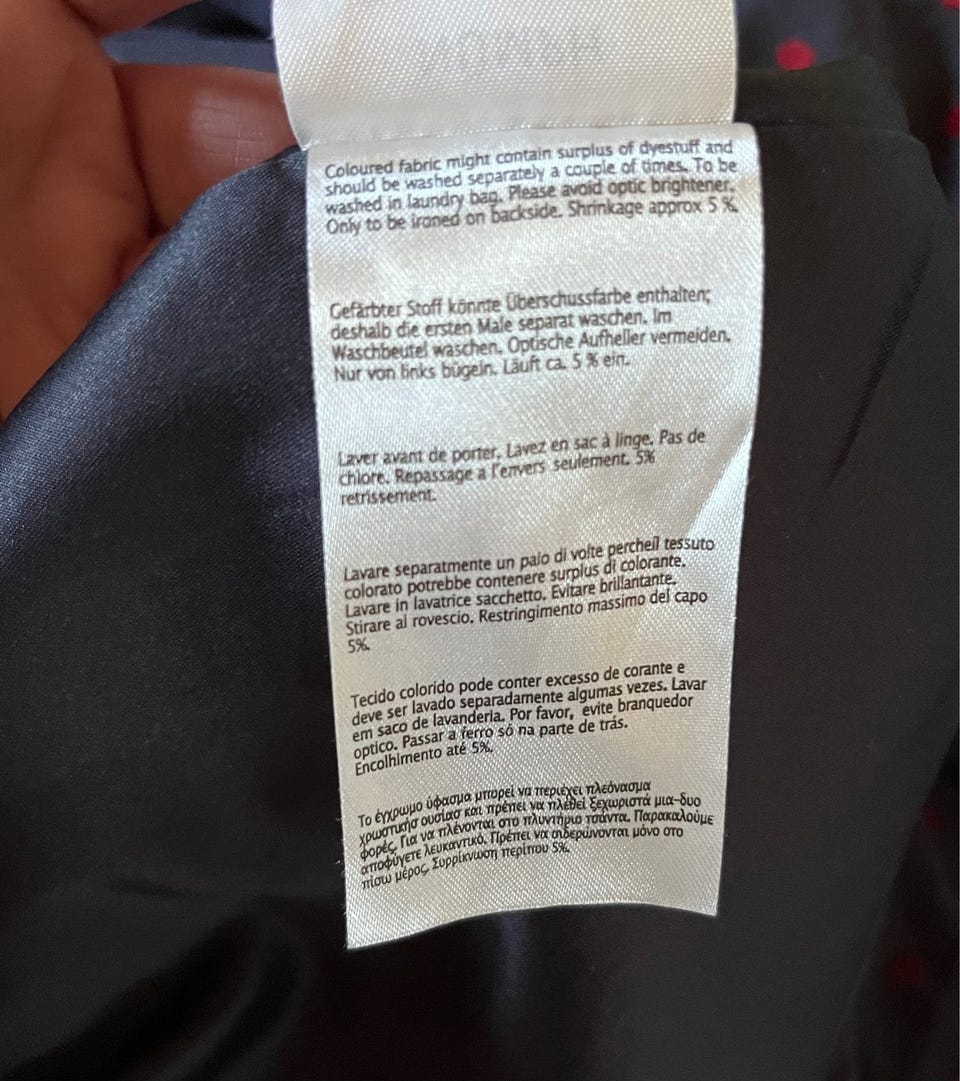 Coloured fabric might contain surplus of dyestuff and
should be washed separately a couple of times. To be
washed in laundry bag. Please avoid optic brightener.
Only to be ironed on backside. Shrinkage approx 5 %.
Gefärbter Stoff könnte Überschussfarbe enthalten;
deshalb die ersten Male separat waschen. Im
Waschbeutel waschen. Optische Aufheller vermeiden.
Nur von links bügeln. Läuft ca. 5 % ein.
Laver avant de porter. Lavez en sac à linge. Pas de
chlore. Repassage a l'envers seulement. 5%
retrissement.
Lavare separatmente un paio di volte percheíl tessuto
colorato potrebbe contenere surplus di colorante.
Lavare in lavatrice sacchetto. Evitare brillantante.
Stirare al rovescio. Restringimento massimo del capo
5%.
Tecido colorido pode conter excesso de corante e
deve ser lavado separadamente algumas vezes. Lavar
em saco de lavanderia. Por favor, evite branquedor
optico. Passar a ferro só na parte de trás.
Encolhimento até 5%.
Το έγχρωμο ύφασμα μπορεί να περιέχει πλεόνασμα
χρωστικήσ ουσίασ και πρέπει να πλέθεί ξεχωριστά μια-δυο
φορές. Για να πλένονται στο πλυντήριο τσάντα. Παρακαλούμε
αποφύγετε λευκαντικό. Πρέπει να σιδερώνονται μόνο στο
πίσω μέρος. Συρρίκνωση περίπου 5%.